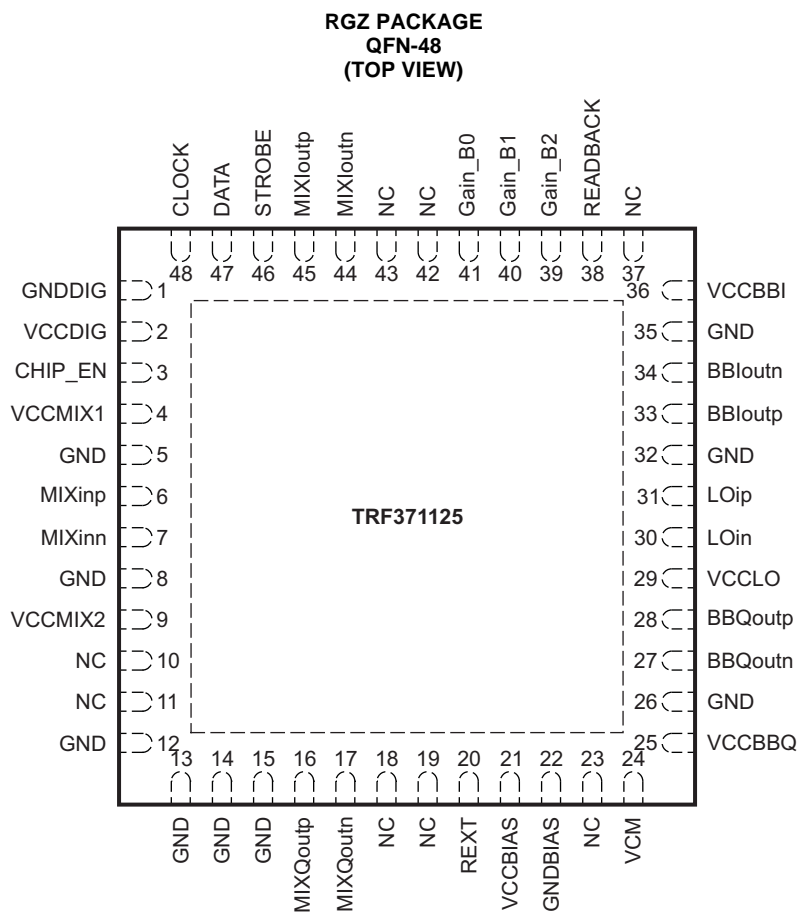 RGZ PACKAGE
QFN-48
(TOP VIEW)
CLOCK
DATA
STROBE
MIXIoutp
MIXIoutn
NC
NC
Gain_B0
Gain_B1
Gain_B2
READBACK
NC
48 47 46 45 44 43 42 41 40 39 38 37
GNDDIG 1
VCCDIG 2
CHIP_EN 3
VCCMIX1 4
GND 5
MIXinp 6
MIXinn 7
GND 8
VCCMIX2 9
NC 10
NC 11
GND 12
TRF371125
36 VCCBBI
35 GND
34 BBIoutn
33 BBIoutp
32 GND
31 LOip
30 LOin
29 VCCLO
28 BBQoutp
27 BBQoutn
26 GND
25 VCCBBQ
13 14 15 16 17 18 19 20 21 22 23 24
GND
GND
GND
MIXQoutp
MIXQoutn
NC
NC
REXT
VCCBIAS
GNDBIAS
NC
VCM